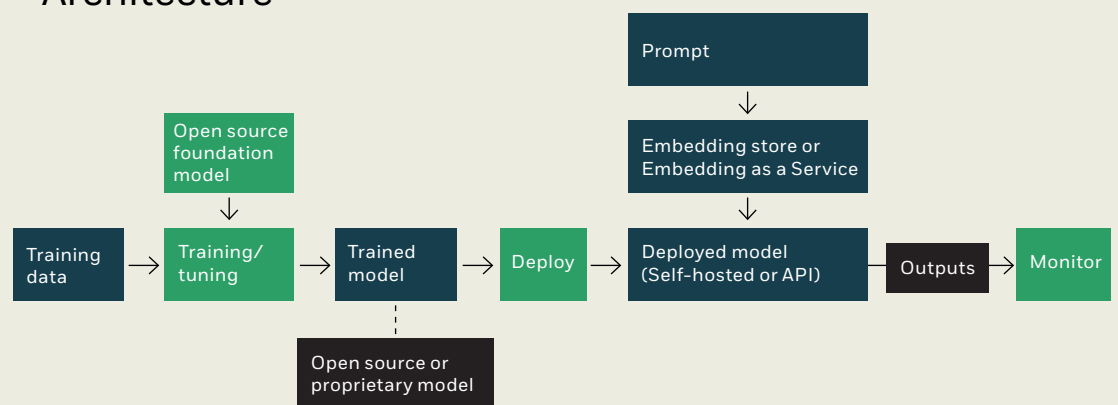 Architecture
Prompt
Open source
foundation
model
Embedding store or
Embedding as a Service
Training
data
Training/
tuning
Trained
model
Deploy
Deployed model
(Self-hosted or API)
Outputs
Monitor
Open source or
proprietary model